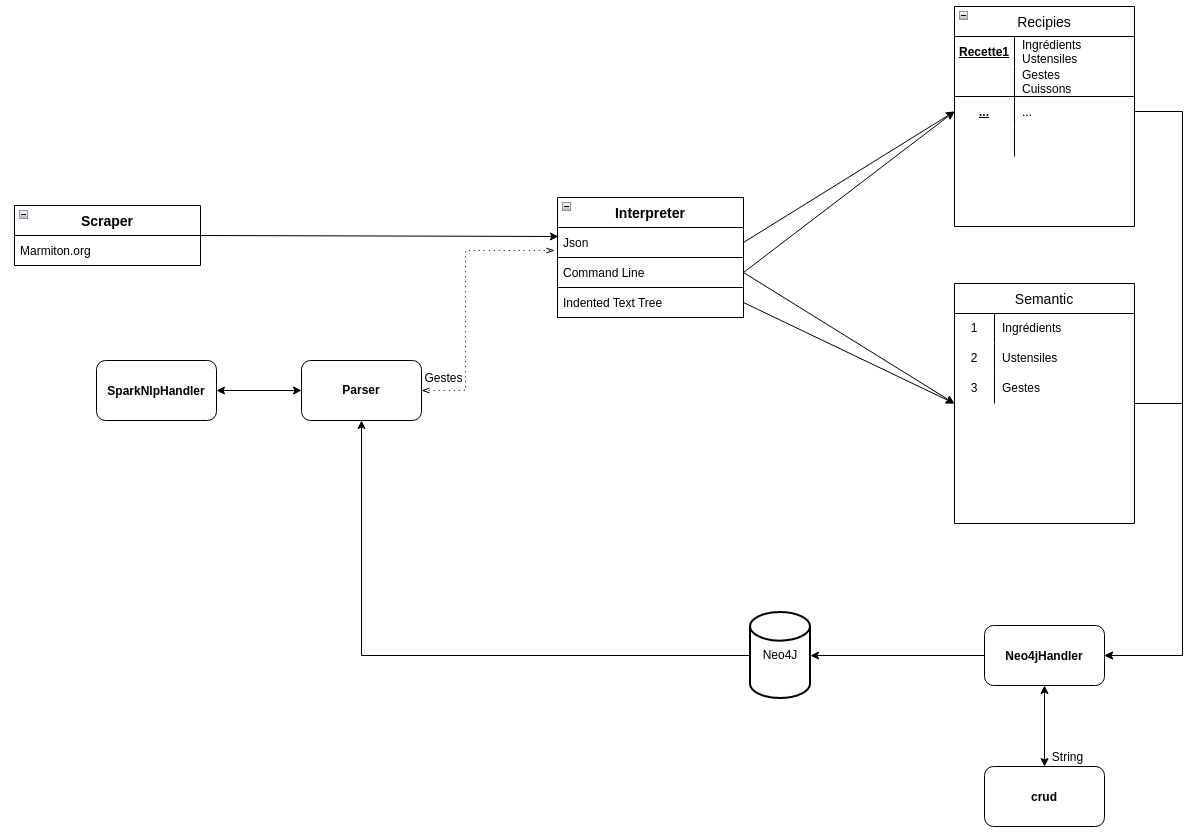 Recipies
Recette1
Ingrédients
Ustensiles
Gestes
Cuissons
...
...
Scraper
Marmiton.org
Interpreter
Json
Command Line
Indented Text Tree
Semantic
1 Ingrédients
2 Ustensiles
3 Gestes
SparkNlpHandler
Parser
Gestes
Neo4J
Neo4jHandler
String
crud